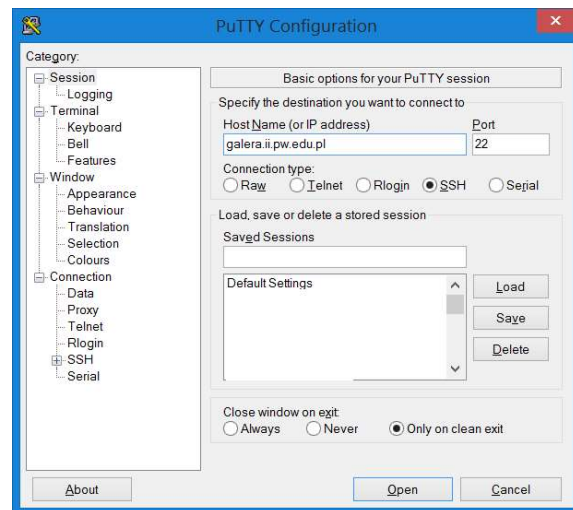 PuTTY Configuration
Category:
Session
Logging
Terminal
Keyboard
Bell
Features
Window
Appearance
Behaviour
Translation
Selection
Colours
Connection
Data
Proxy
Telnet
Rlogin
SSH
Serial
Basic options for your PuTTY session
Specify the destination you want to connect to
Host Name (or IP address) Port
galera.ii.pw.edu.pl 22
Connection type:
Raw Telnet Rlogin SSH Serial
Load, save or delete a stored session
Saved Sessions
Default Settings
Load
Save
Delete
Close window on exit:
Always Never Only on clean exit
About Open Cancel